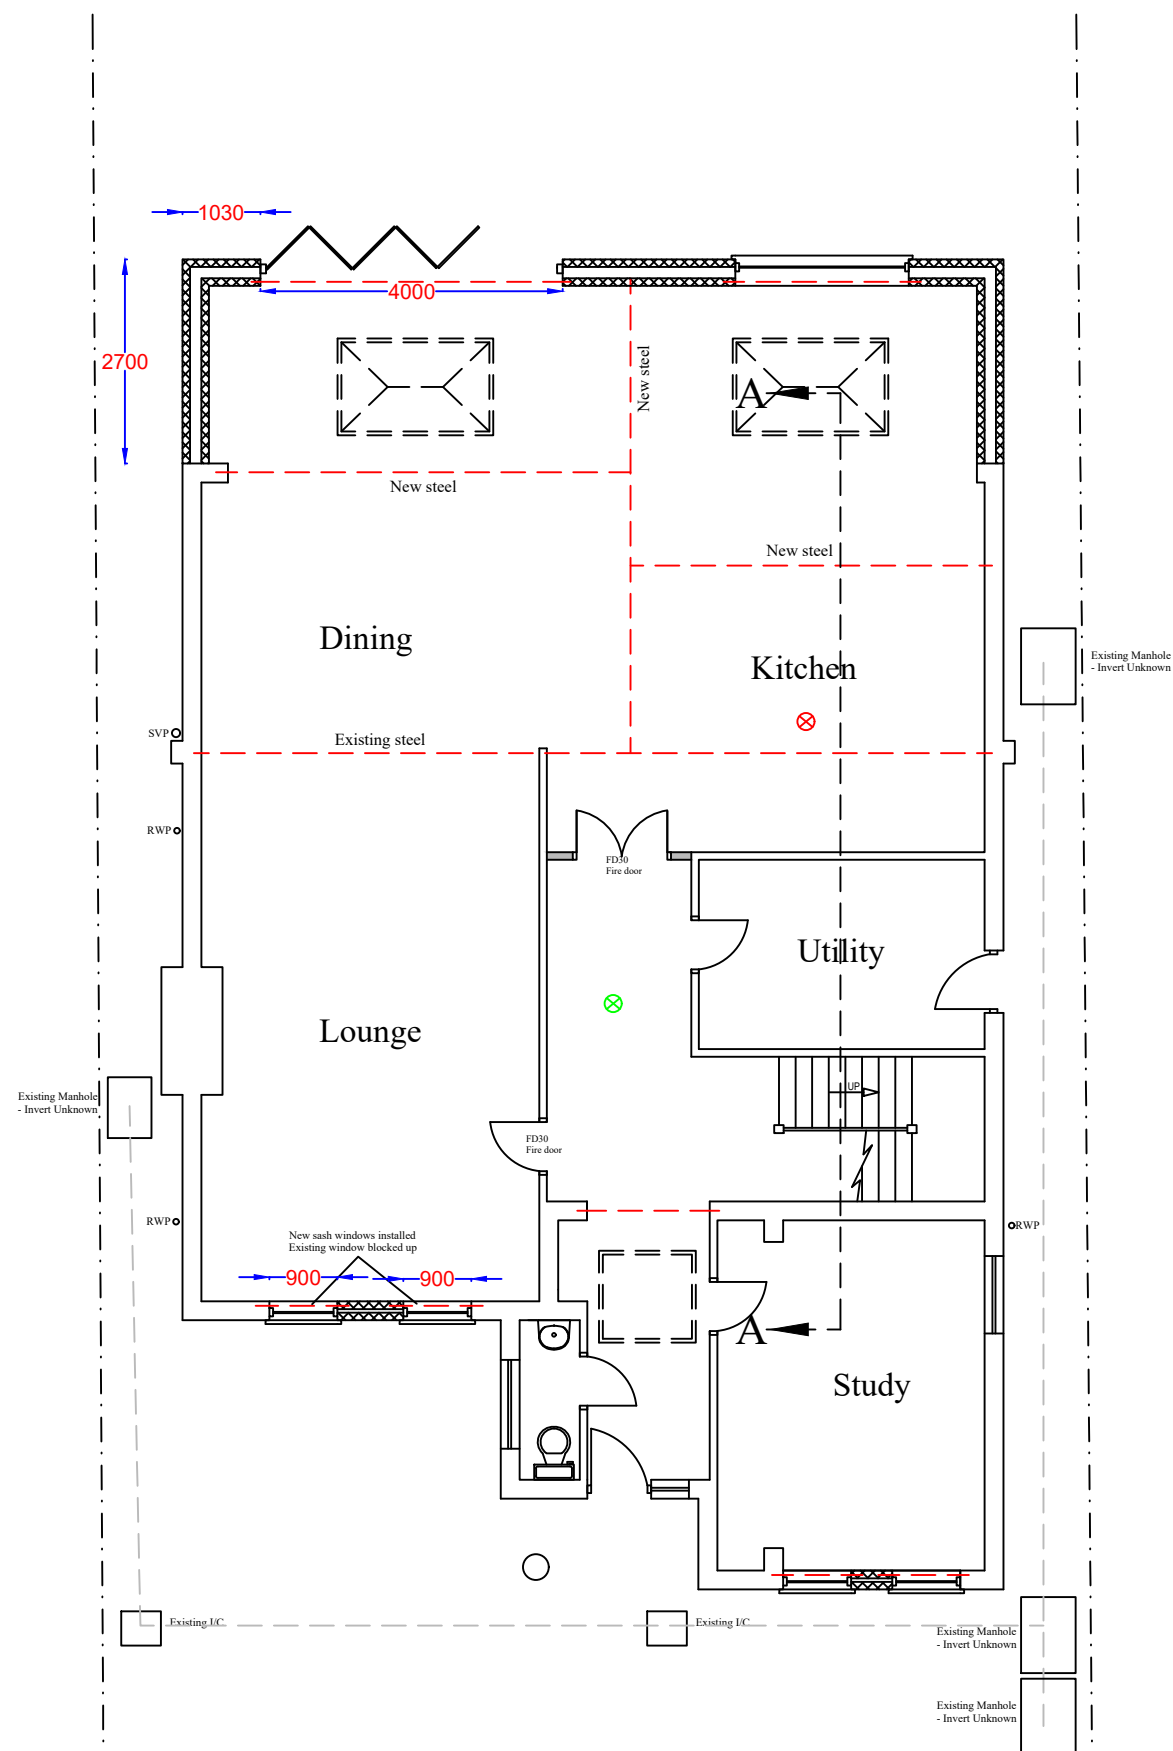 1030
4000
2700
New steel
A
New steel
New steel
Dining
Kitchen
Existing Manhole
- Invert Unknown
SVP
Existing steel
RWP
FD30
Fire door
Utility
Lounge
UP
Existing Manhole
- Invert Unknown
FD30
Fire door
RWP
RWP
New sash windows installed
Existing window blocked up
900
900
A
Study
Existing I/C
Existing I/C
Existing Manhole
- Invert Unknown
Existing Manhole
- Invert Unknown